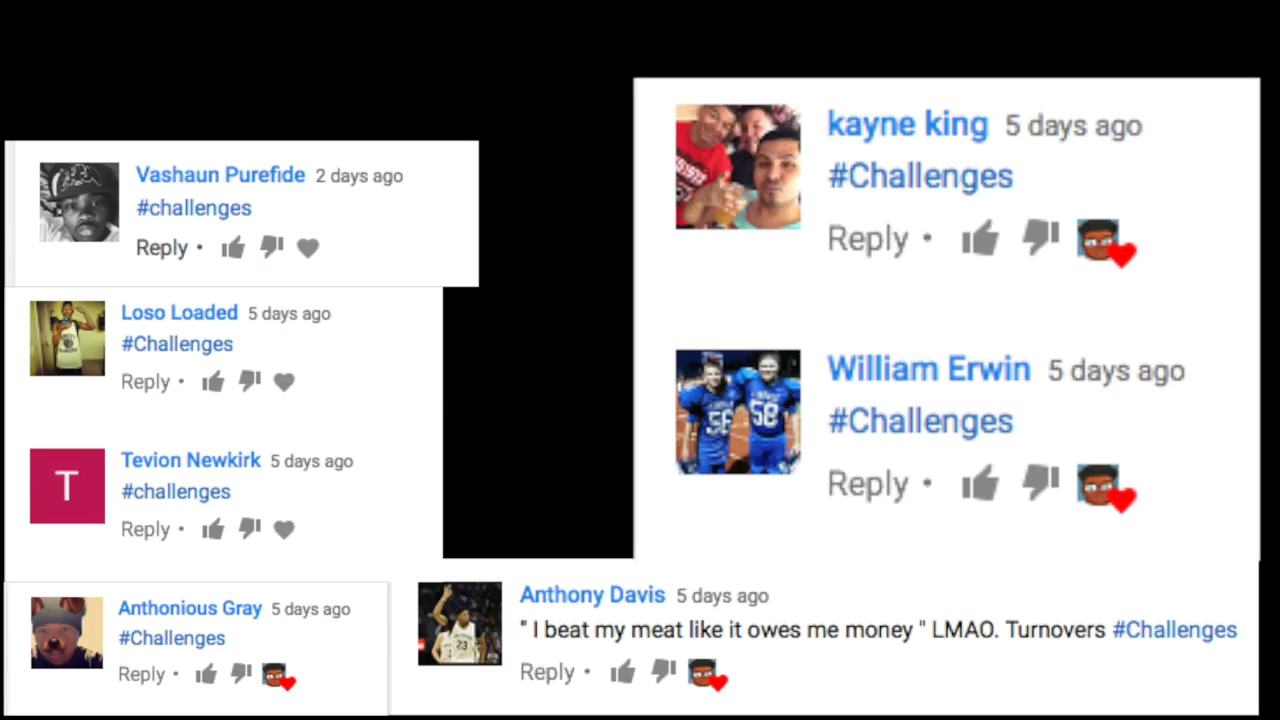 Vashaun Purefide 2 days ago
#challenges
Reply •
Loso Loaded 5 days ago
#Challenges
Reply •
T
Tevion Newkirk 5 days ago
#challenges
Reply •
Anthonious Gray 5 days ago
#Challenges
Reply •
kayne king 5 days ago
#Challenges
Reply •
William Erwin 5 days ago
#Challenges
Reply •
56
58
Anthony Davis 5 days ago
" I beat my meat like it owes me money " LMAO. Turnovers #Challenges
Reply •
23